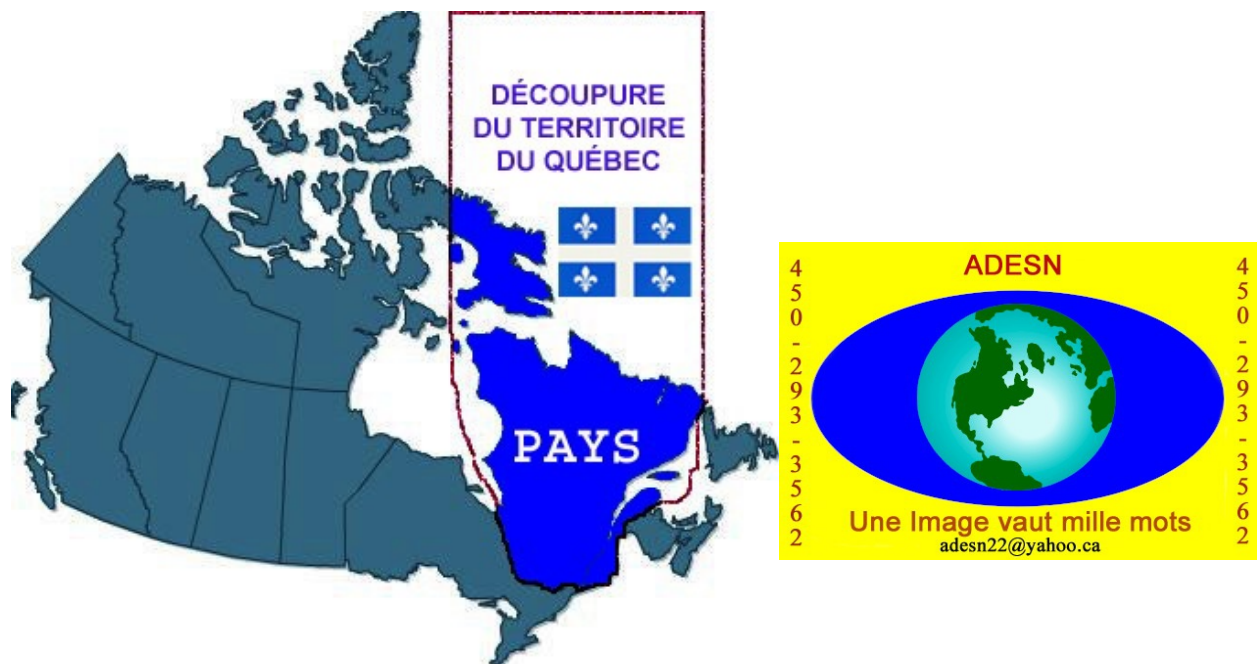 DÉCOUPURE
DU TERRITOIRE
DU QUÉBEC
PAYS
ADESN
450-293-3562
450-293-3562
Une Image vaut mille mots
adesn22@yahoo.ca